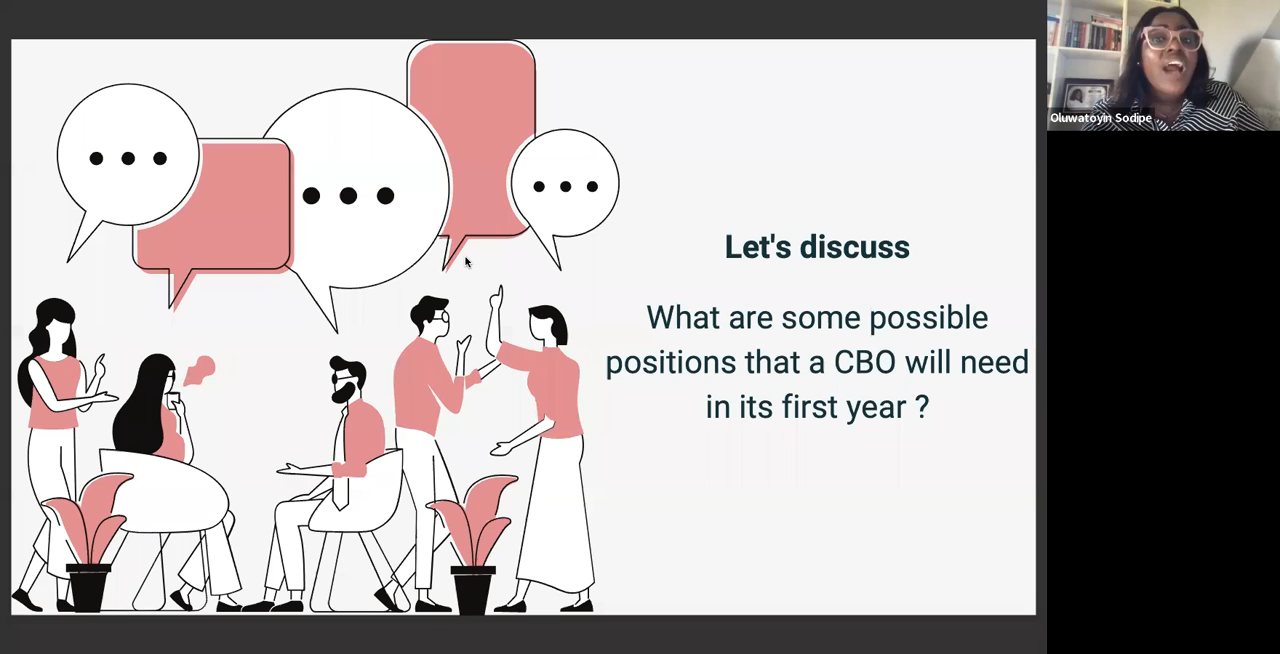 Let's discuss
What are some possible
positions that a CBO will need
in its first year ?
Oluwatoyin Sodipe